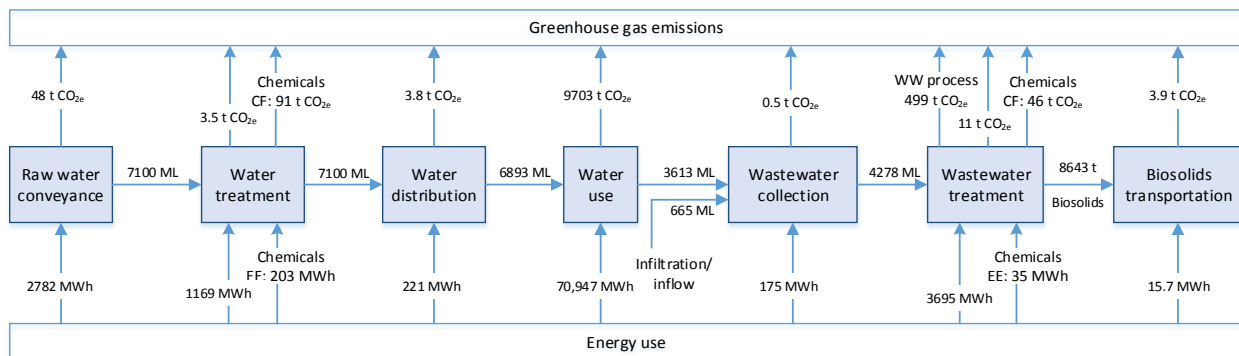 Greenhouse gas emissions
48 t CO₂e
3.5 t CO₂e
Chemicals
CF: 91 t CO₂e
3.8 t CO₂e
9703 t CO₂e
0.5 t CO₂e
WW process
499 t CO₂e
11 t CO₂e
Chemicals
CF: 46 t CO₂e
3.9 t CO₂e
Raw water
conveyance
7100 ML
Water
treatment
7100 ML
Water
distribution
6893 ML
Water
use
3613 ML
665 ML
Wastewater
collection
4278 ML
Wastewater
treatment
8643 t
Biosolids
Biosolids
transportation
Infiltration/
inflow
2782 MWh
1169 MWh
Chemicals
EE: 203 MWh
221 MWh
70,947 MWh
175 MWh
3695 MWh
Chemicals
EE: 35 MWh
15.7 MWh
Energy use